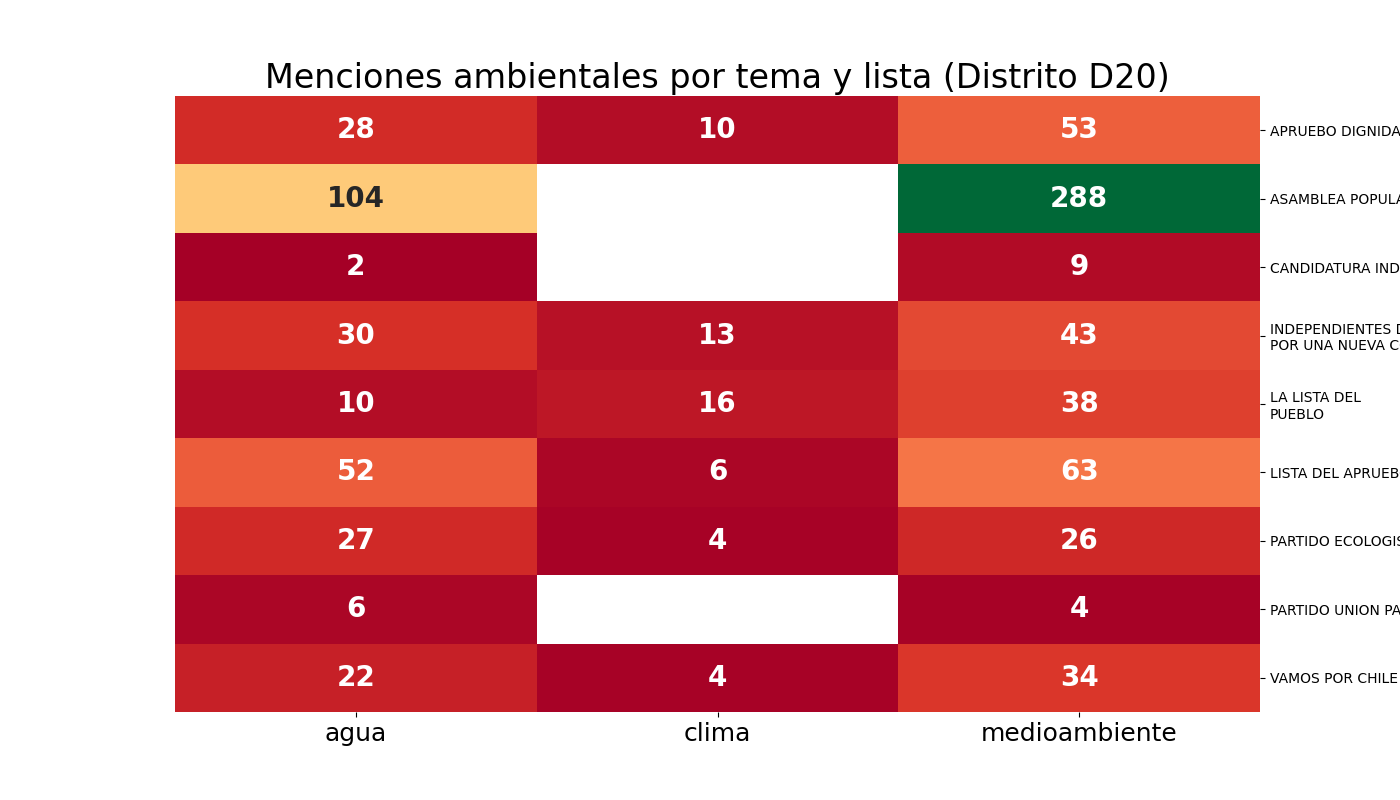 Menciones ambientales por tema y lista (Distrito D20)
28 10 53 APRUEBO DIGNIDA
104 288 ASAMBLEA POPULA
2 9 CANDIDATURA IND
30 13 43 INDEPENDIENTES
POR UNA NUEVA C
10 16 38 LA LISTA DEL
PUEBLO
52 6 63 LISTA DEL APRUEB
27 4 26 PARTIDO ECOLOGIS
6 4 PARTIDO UNION PA
22 4 34 VAMOS POR CHILE
agua clima medioambiente